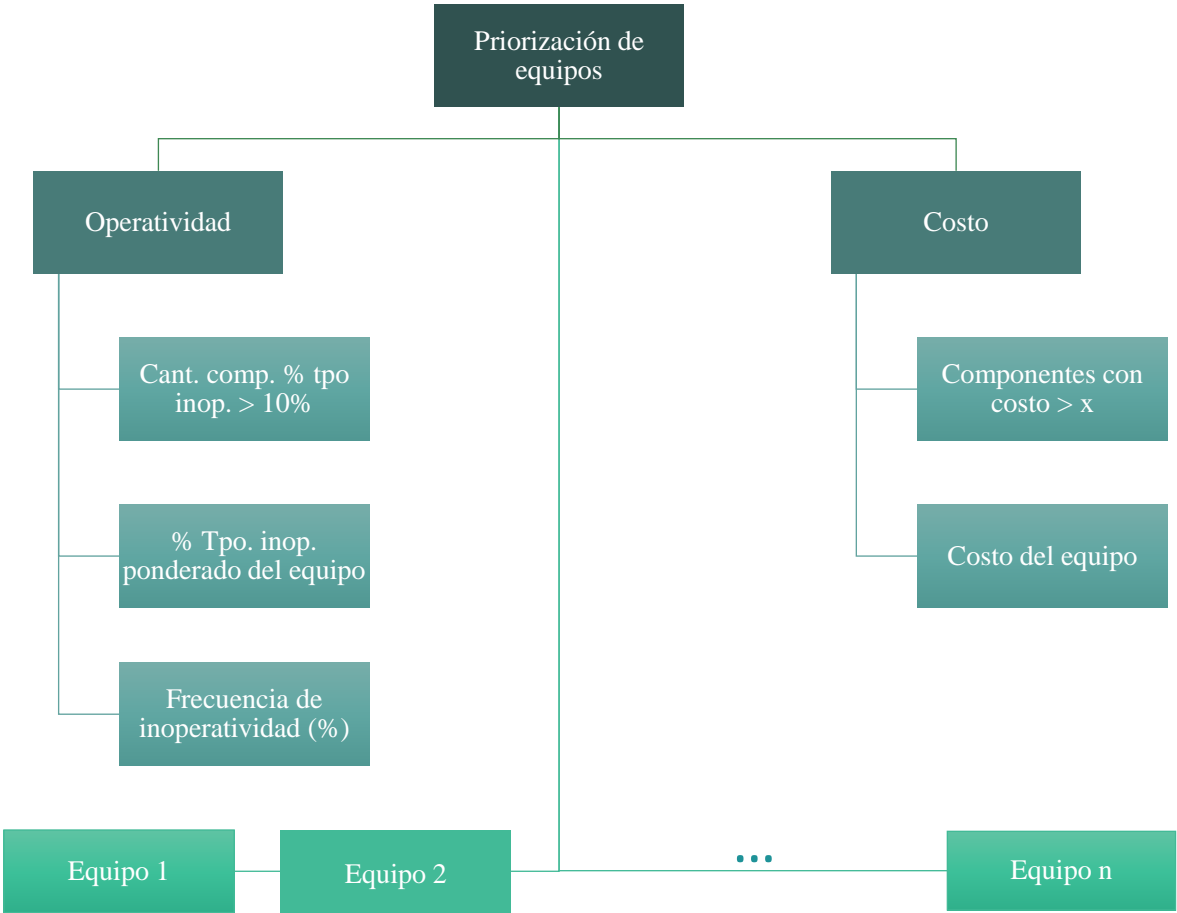 Priorización de
equipos
Operatividad
Costo
Cant. comp. % tpo
inop. > 10%
Componentes con
costo > x
% Tpo. inop.
ponderado del equipo
Costo del equipo
Frecuencia de
inoperatividad (%)
Equipo 1
Equipo 2
...
Equipo n